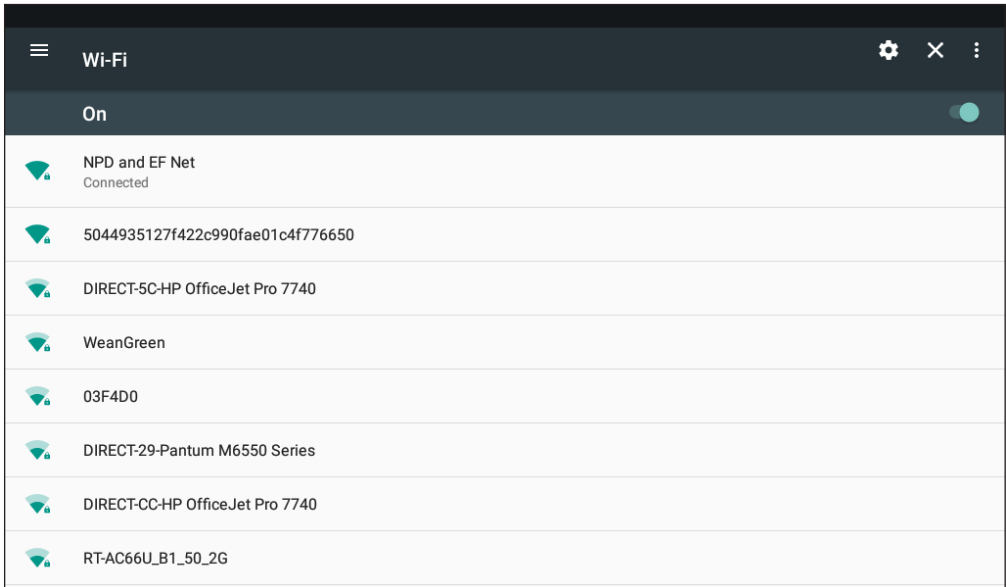 Wi-Fi
On
NPD and EF Net
Connected
5044935127f422c990fae01c4f776650
DIRECT-5C-HP OfficeJet Pro 7740
WeanGreen
03F4D0
DIRECT-29-Pantum M6550 Series
DIRECT-CC-HP OfficeJet Pro 7740
RT-AC66U_B1_50_2G